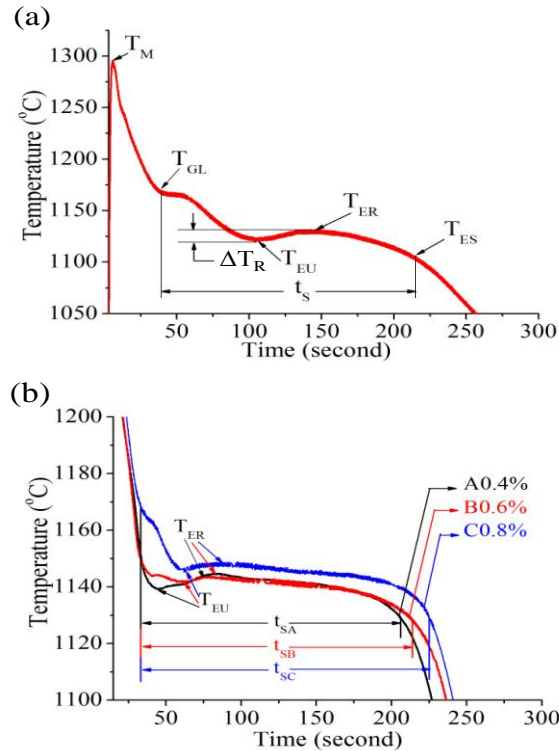 (a)
T_M
1300
1250
1200
1150
1100
1050
Temperature (°C)
T_GL
T_ER
T_ES
ΔT_R
T_EU
t_S
50 100 150 200 250 300
Time (second)
(b)
1200
1180
1160
1140
1120
1100
Temperature (°C)
A0.4%
B0.6%
C0.8%
T_ER
T_EU
t_SA
t_SB
t_SC
50 100 150 200 250 300
Time (second)